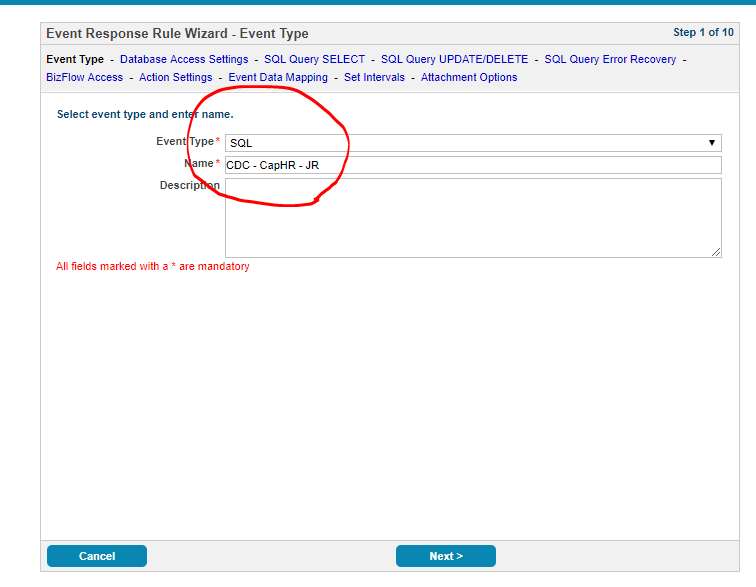 Event Response Rule Wizard - Event Type Step 1 of 10
Event Type - Database Access Settings - SQL Query SELECT - SQL Query UPDATE/DELETE - SQL Query Error Recovery -
BizFlow Access - Action Settings - Event Data Mapping - Set Intervals - Attachment Options
Select event type and enter name.
Event Type * SQL
Name * CDC - CapHR - JR
Description
All fields marked with a * are mandatory
Cancel Next >